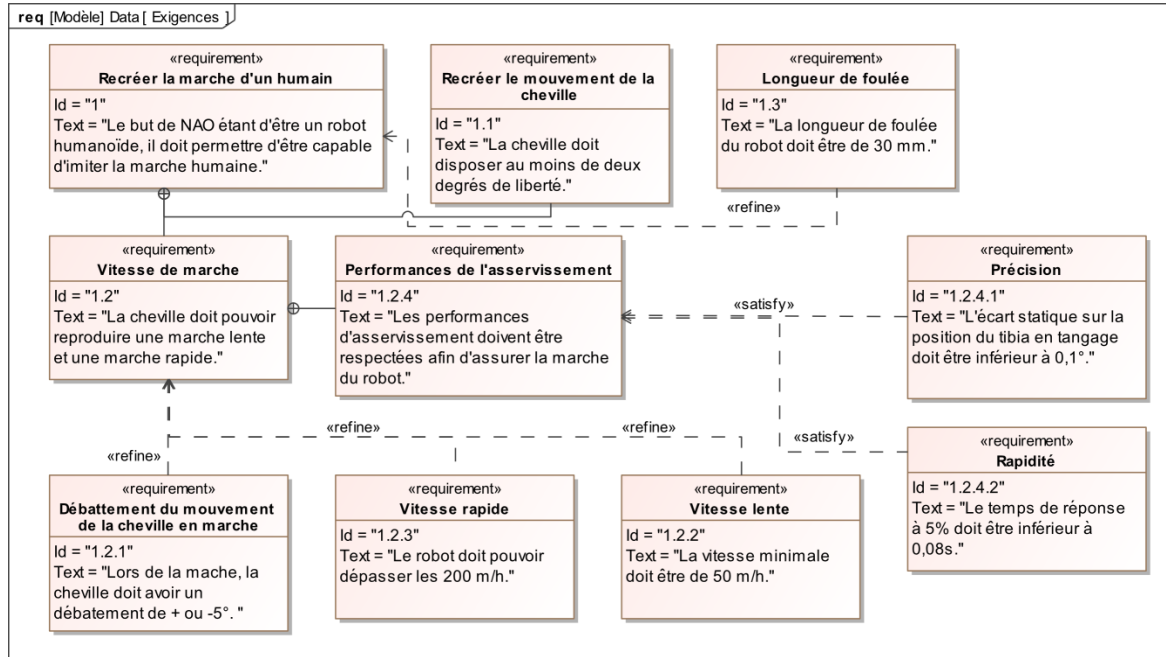 req [Modèle] Data [ Exigences ]
«requirement»
Recréer la marche d'un humain
Id = "1"
Text = "Le but de NAO étant d'être un robot
humanoïde, il doit permettre d'être capable
d'imiter la marche humaine."
«requirement»
Recréer le mouvement de la
cheville
Id = "1.1"
Text = "La cheville doit
disposer au moins de deux
degrés de liberté."
«requirement»
Longueur de foulée
Id = "1.3"
Text = "La longueur de foulée
du robot doit être de 30 mm."
«refine»
«requirement»
Vitesse de marche
Id = "1.2"
Text = "La cheville doit pouvoir
reproduire une marche lente
et une marche rapide."
«requirement»
Performances de l'asservissement
Id = "1.2.4"
Text = "Les performances
d'asservissement doivent être
respectées afin d'assurer la marche
du robot."
«satisfy»
«requirement»
Précision
Id = "1.2.4.1"
Text = "L'écart statique sur la
position du tibia en tangage
doit être inférieur à 0,1°."
«refine»
«refine»
«refine»
«satisfy»
«requirement»
Rapidité
Id = "1.2.4.2"
Text = "Le temps de réponse
à 5% doit être inférieur à
0,08s."
«requirement»
Débattement du mouvement
de la cheville en marche
Id = "1.2.1"
Text = "Lors de la mache, la
cheville doit avoir un
débatement de + ou -5°. "
«requirement»
Vitesse rapide
Id = "1.2.3"
Text = "Le robot doit pouvoir
dépasser les 200 m/h."
«requirement»
Vitesse lente
Id = "1.2.2"
Text = "La vitesse minimale
doit être de 50 m/h."